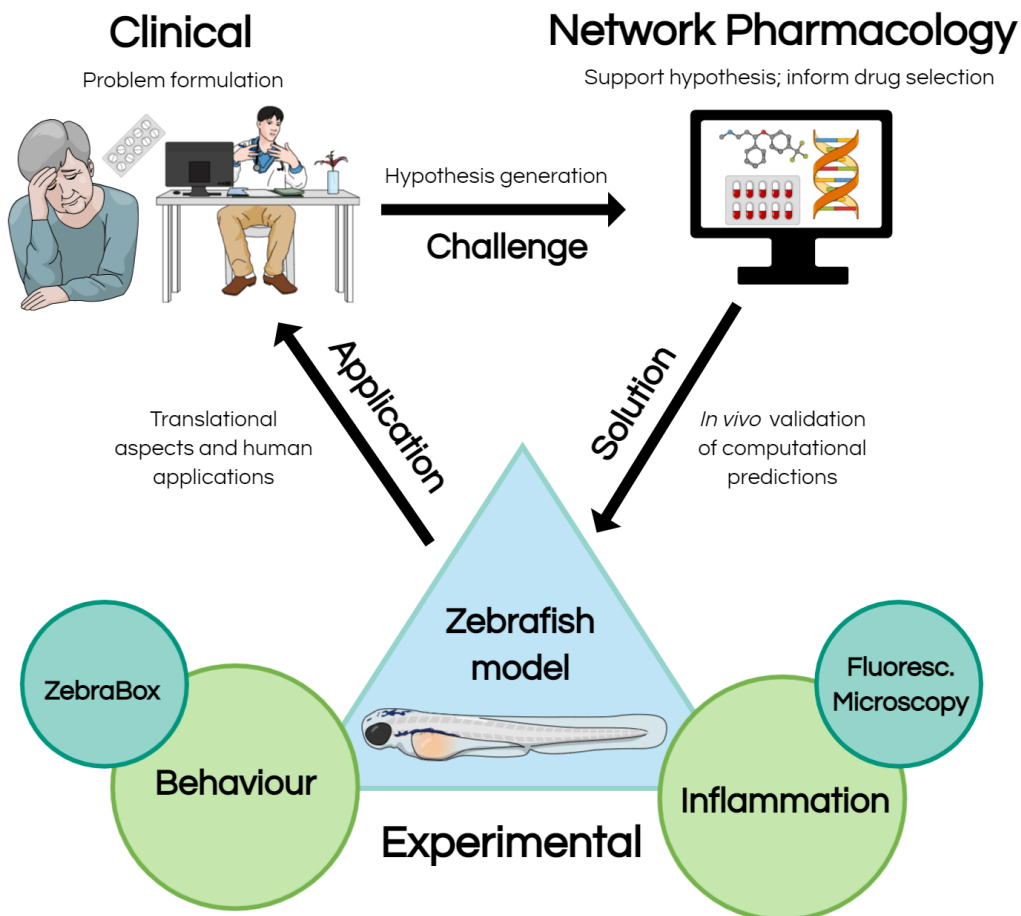 Clinical
Problem formulation
Network Pharmacology
Support hypothesis; inform drug selection
Hypothesis generation
Challenge
Application
Translational
aspects and human
applications
Solution
In vivo validation
of computational
predictions
Zebrafish
model
ZebraBox
Behaviour
Fluoresc.
Microscopy
Inflammation
Experimental